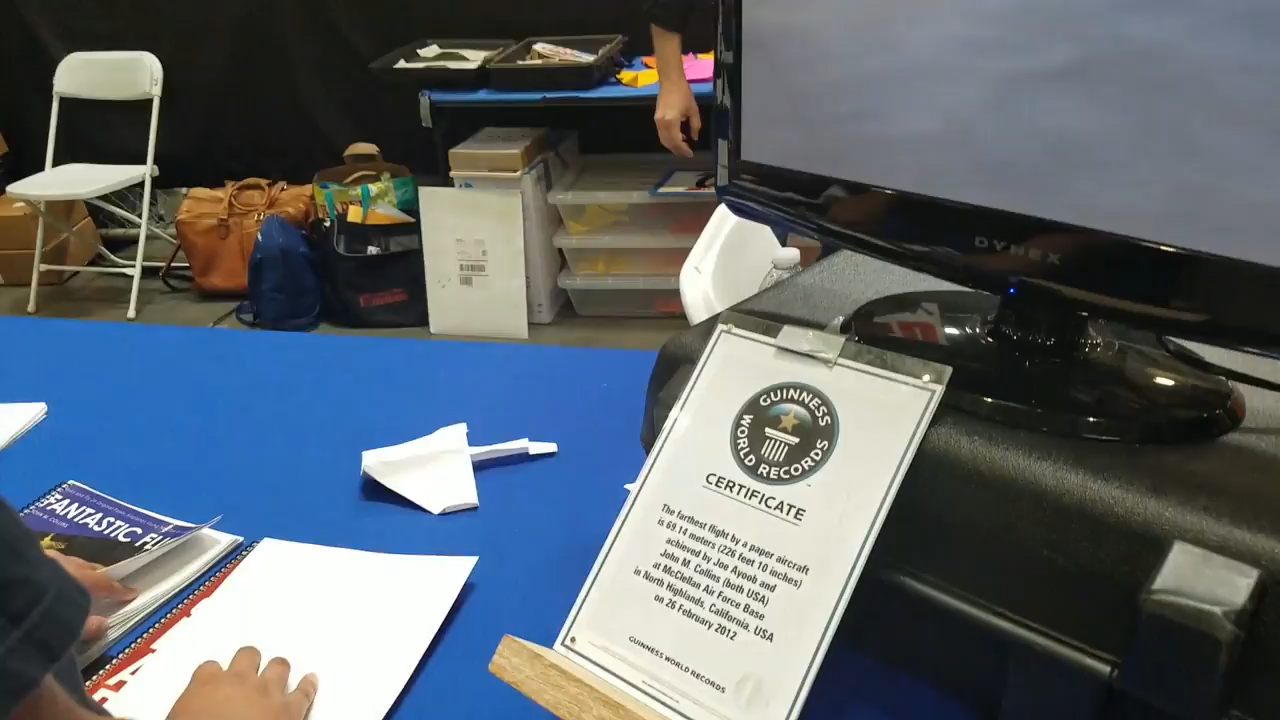 DYNEX
GUINNESS
WORLD RECORDS
CERTIFICATE
The farthest flight by a paper aircraft
is 69.14 meters (226 feet 10 inches)
achieved by Joe Ayoob and
John M. Collins (both USA)
at McClellan Air Force Base
in North Highlands, California, USA
on 26 February 2012
GUINNESS WORLD RECORDS
FANTASTIC FL